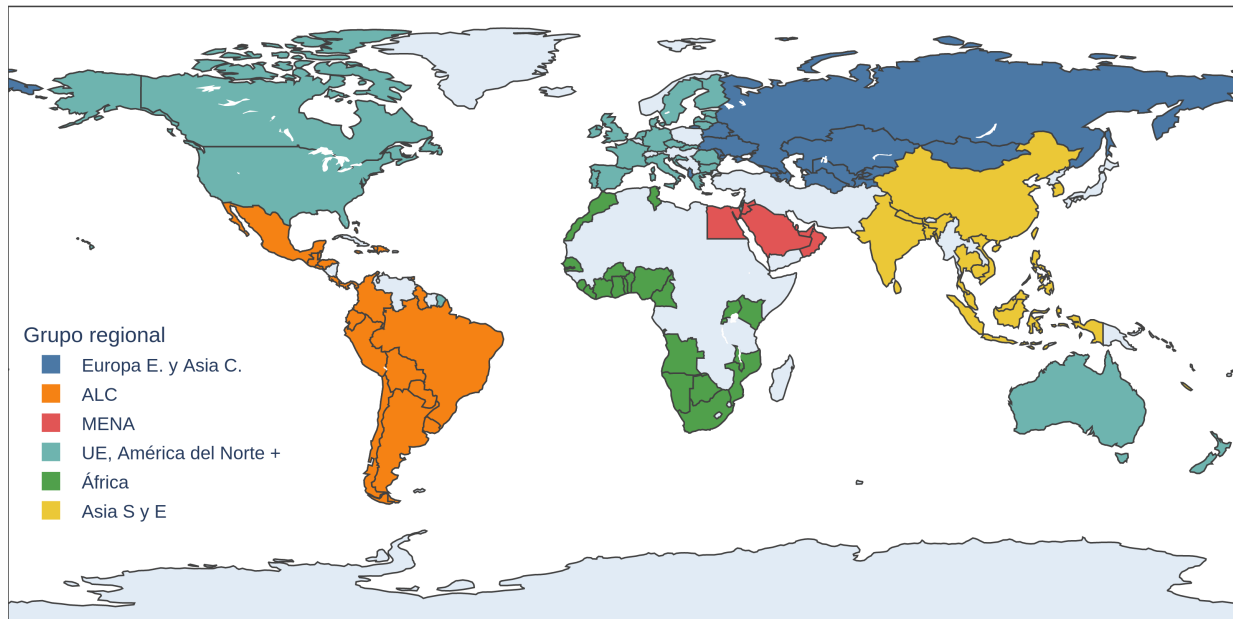 Grupo regional
Europa E. y Asia C.
ALC
MENA
UE, América del Norte +
África
Asia S y E